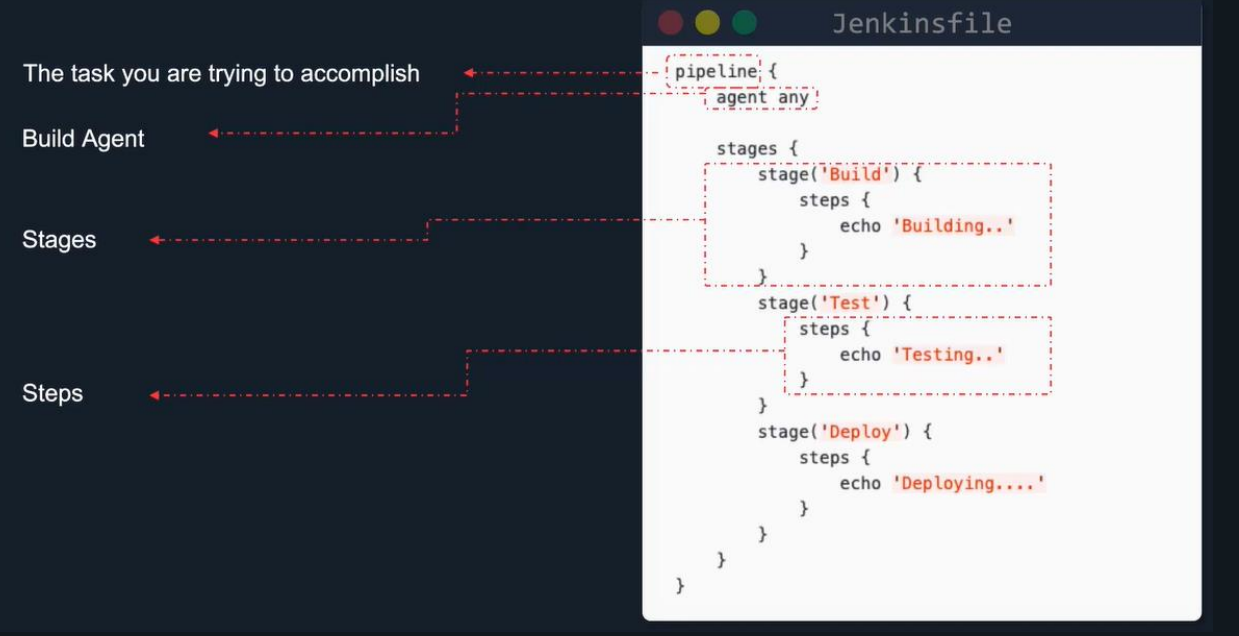 Jenkinsfile
The task you are trying to accomplish
Build Agent
Stages
Steps
pipeline {
    agent any

    stages {
        stage('Build') {
            steps {
                echo 'Building..'
            }
        }
        stage('Test') {
            steps {
                echo 'Testing..'
            }
        }
        stage('Deploy') {
            steps {
                echo 'Deploying....'
            }
        }
    }
}